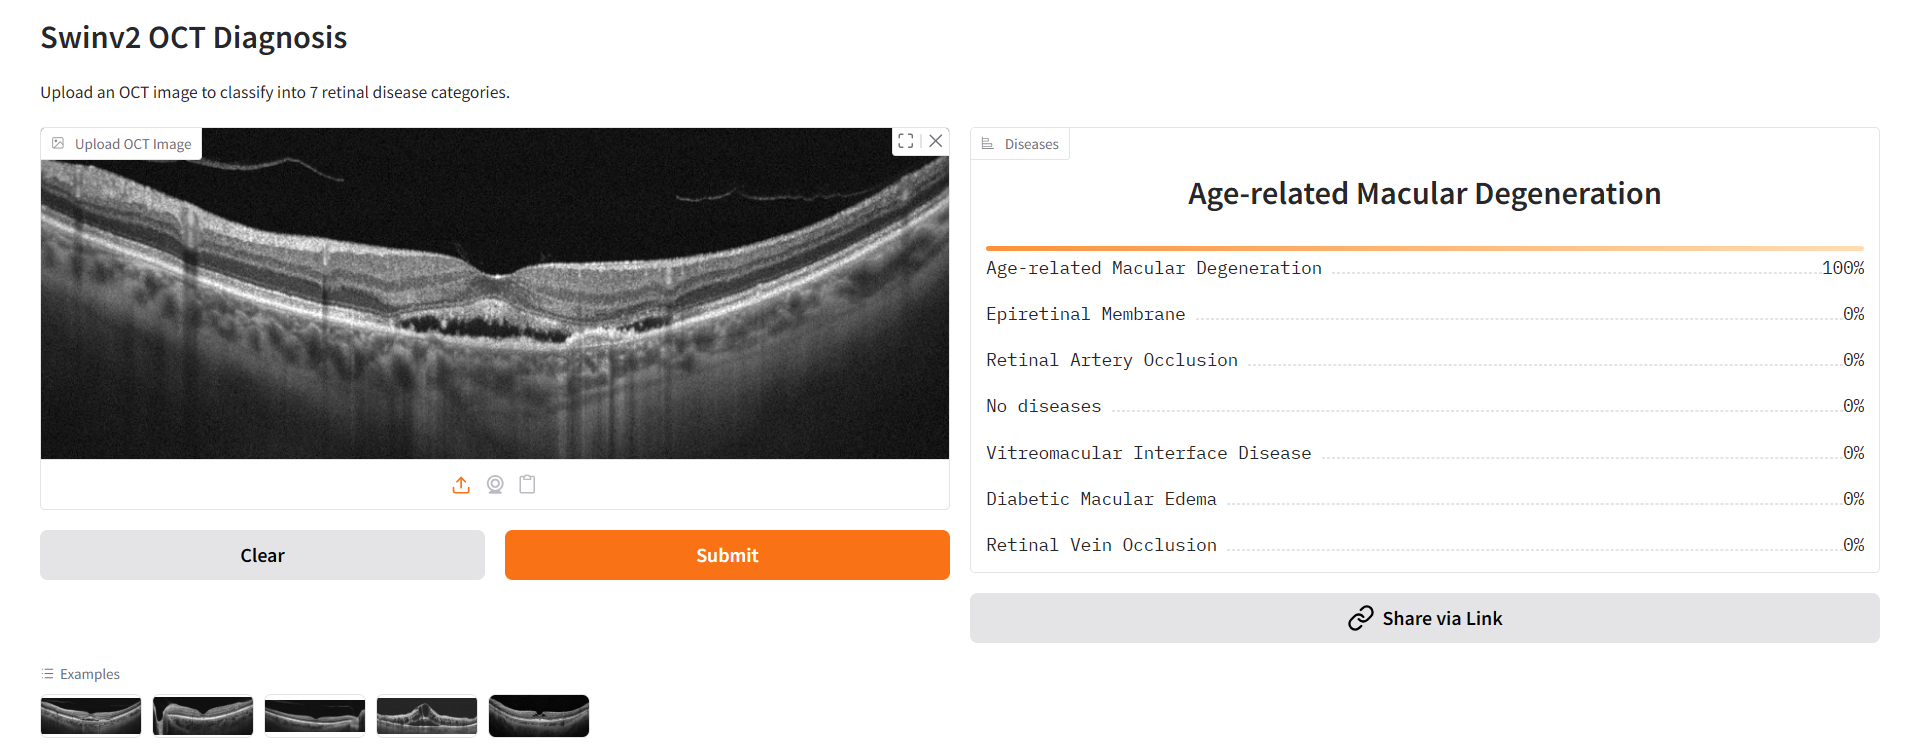 Swinv2 OCT Diagnosis
Upload an OCT image to classify into 7 retinal disease categories.
Upload OCT Image
Clear
Submit
Diseases
Age-related Macular Degeneration
Age-related Macular Degeneration 100%
Epiretinal Membrane 0%
Retinal Artery Occlusion 0%
No diseases 0%
Vitreomacular Interface Disease 0%
Diabetic Macular Edema 0%
Retinal Vein Occlusion 0%
Share via Link
Examples